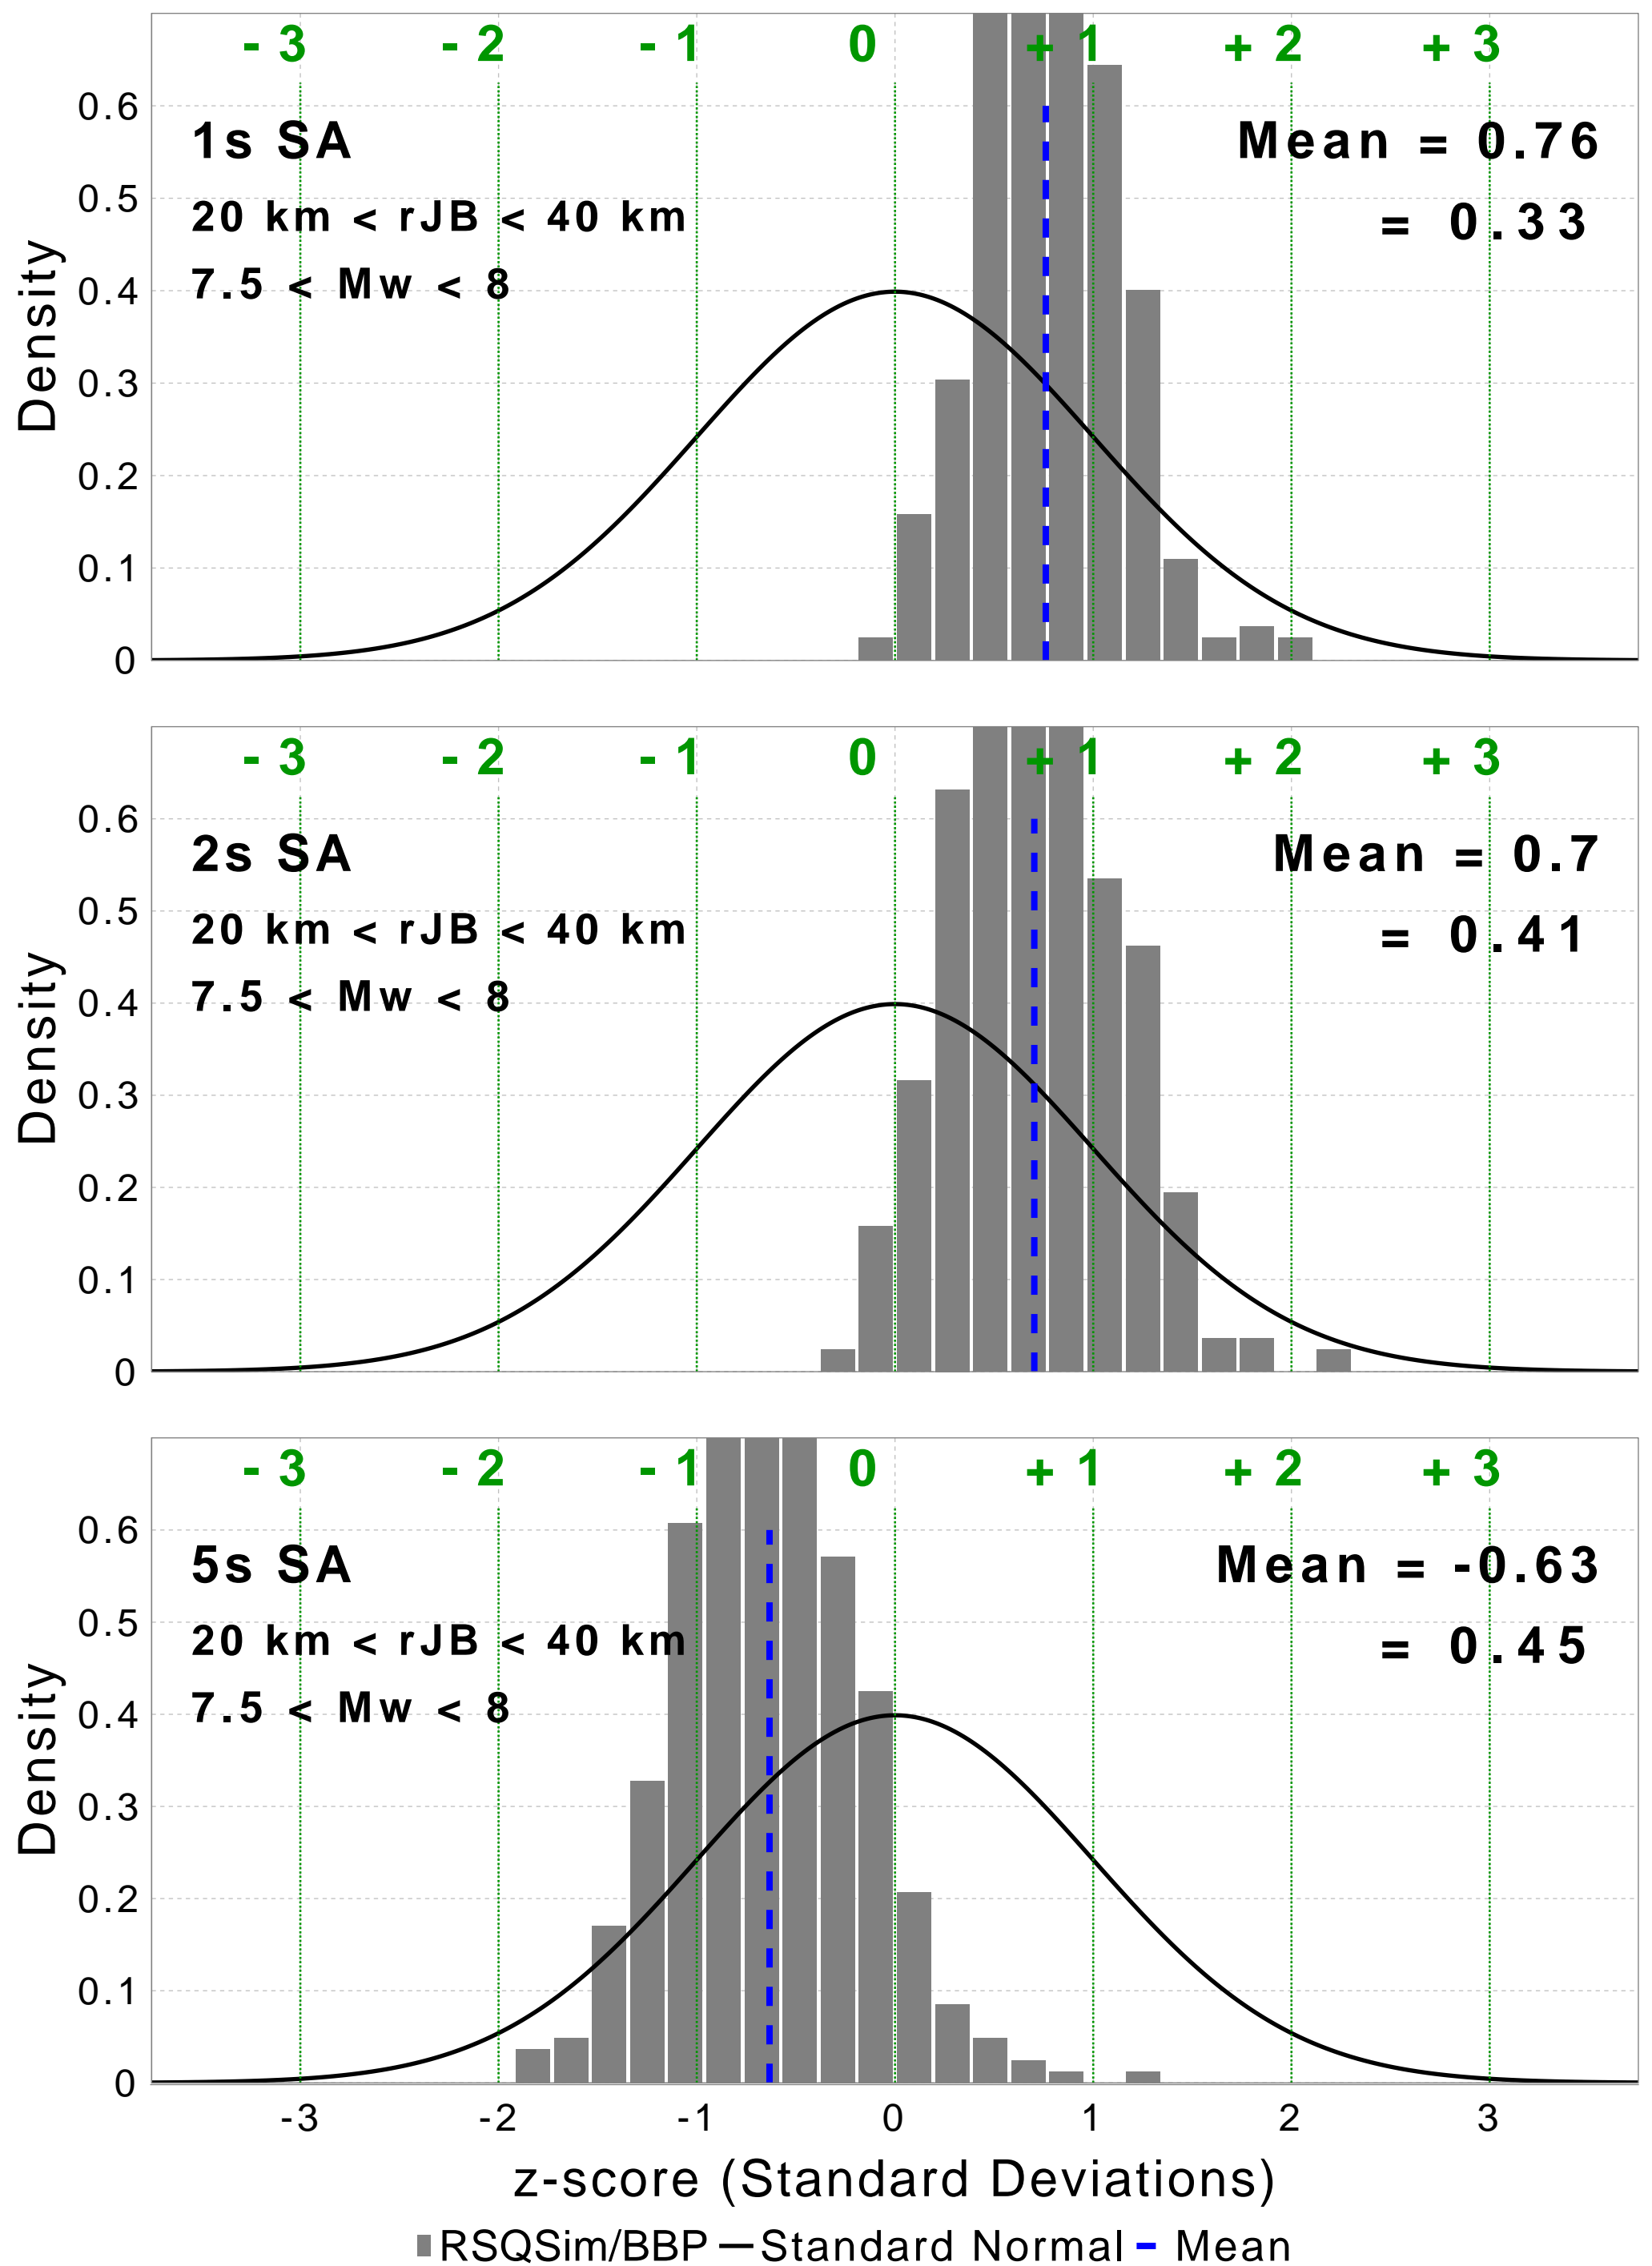 - 3 - 2 - 1 0 + 1 + 2 + 3
0.6
1s SA Mean = 0.76
0.5
20 km < rJB < 40 km = 0.33
7.5 < Mw < 8
0.4
Density
0.3
0.2
0.1
0
- 3 - 2 - 1 0 + 1 + 2 + 3
0.6
2s SA Mean = 0.7
0.5
20 km < rJB < 40 km = 0.41
7.5 < Mw < 8
0.4
Density
0.3
0.2
0.1
0
- 3 - 2 - 1 0 + 1 + 2 + 3
0.6
5s SA Mean = -0.63
0.5
20 km < rJB < 40 km = 0.45
7.5 < Mw < 8
0.4
Density
0.3
0.2
0.1
0
-3 -2 -1 0 1 2 3
z-score (Standard Deviations)
RSQSim/BBP Standard Normal Mean